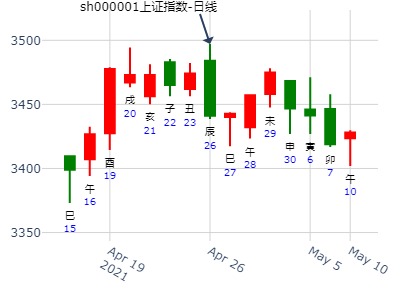 sh000001上证指数-日线
3500
3450
3400
3350
巳
15
午
16
酉
19
戌
20
亥
21
子
22
丑
23
辰
26
巳
27
午
28
未
29
申
30
寅
6
卯
7
午
10
Apr 19
2021
Apr 26
May 5
May 10